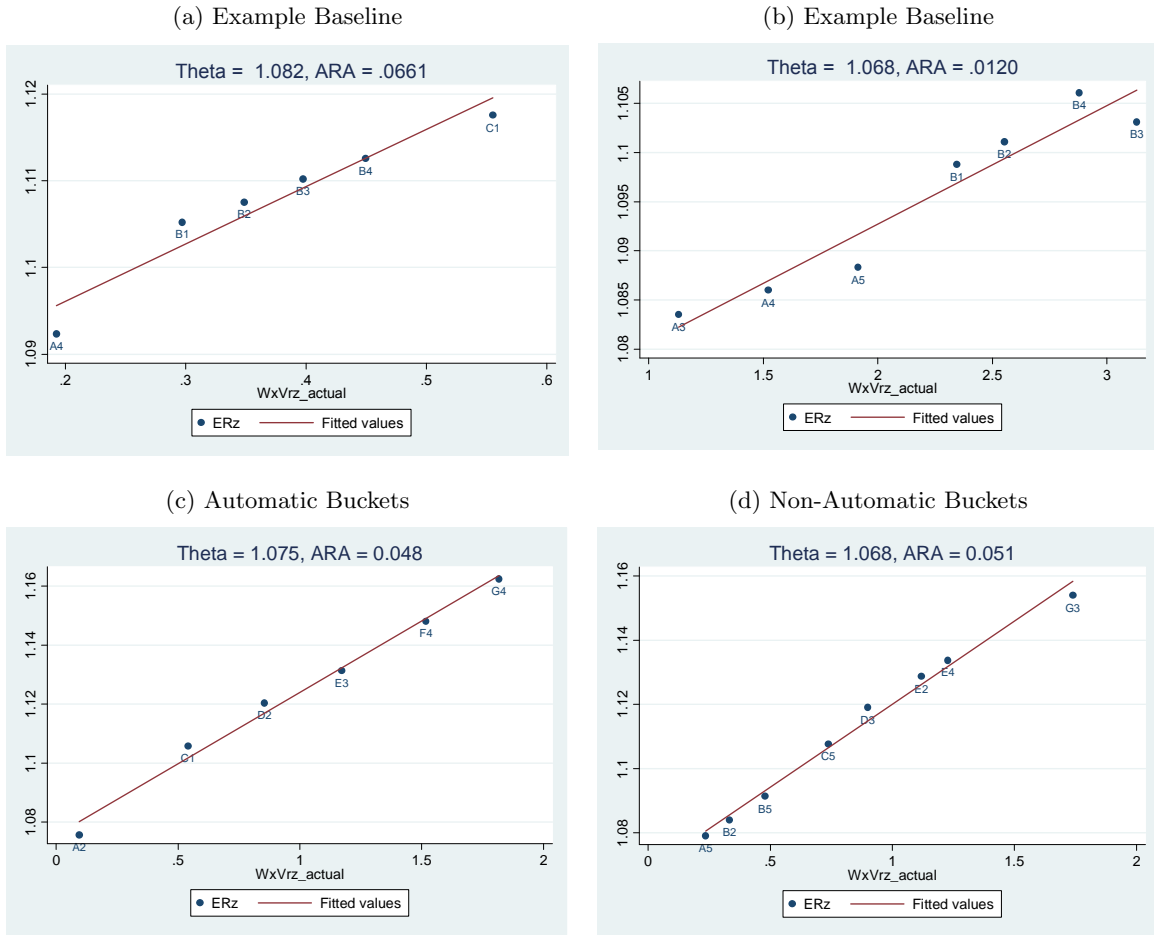 (a) Example Baseline
Theta =  1.082, ARA = .0661
1.12
1.11
1.1
1.09
A4
B1
B2
B3
B4
C1
.2
.3
.4
.5
.6
WxVrz_actual
ERz
Fitted values
(b) Example Baseline
Theta =  1.068, ARA = .0120
1.105
1.1
1.095
1.09
1.085
1.08
A3
A4
A5
B1
B2
B4
B3
1
1.5
2
2.5
3
WxVrz_actual
ERz
Fitted values
(c) Automatic Buckets
Theta = 1.075, ARA = 0.048
1.16
1.14
1.12
1.1
1.08
A2
C1
D2
E3
F4
G4
0
.5
1
1.5
2
WxVrz_actual
ERz
Fitted values
(d) Non-Automatic Buckets
Theta = 1.068, ARA = 0.051
1.16
1.14
1.12
1.1
1.08
A5
B2
B5
C5
D3
E2
E4
G3
0
.5
1
1.5
2
WxVrz_actual
ERz
Fitted values